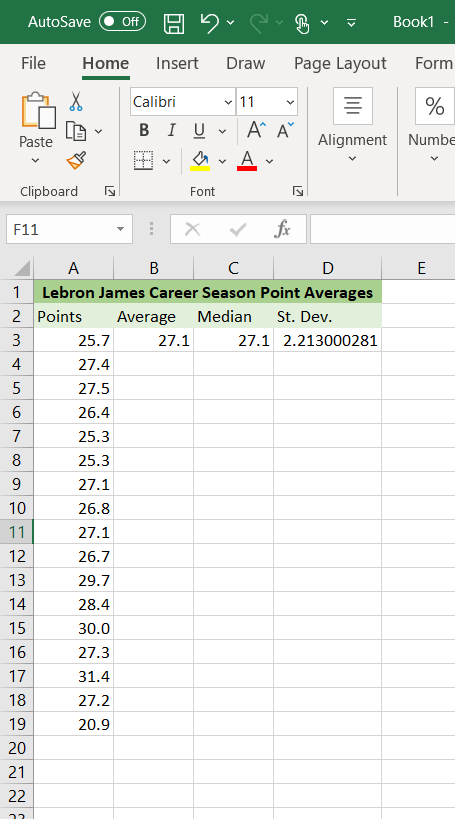 AutoSave Off Book1 -
File Home Insert Draw Page Layout Form
Calibri 11
B I U A A
A
%
Paste Alignment Numbe
Clipboard Font
F11 fx
A B C D E
1 Lebron James Career Season Point Averages
2 Points Average Median St. Dev.
3 25.7 27.1 27.1 2.213000281
4 27.4
5 27.5
6 26.4
7 25.3
8 25.3
9 27.1
10 26.8
11 27.1
12 26.7
13 29.7
14 28.4
15 30.0
16 27.3
17 31.4
18 27.2
19 20.9
20
21
22
23